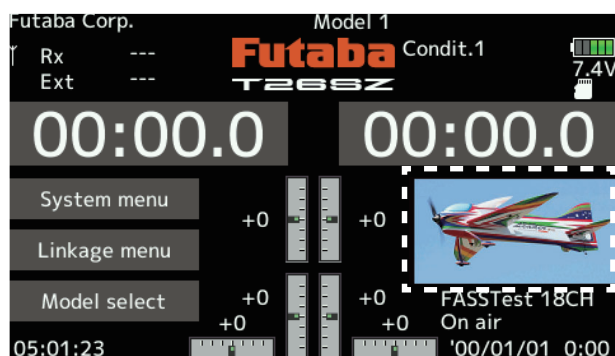 Futaba Corp. Model 1
Rx --- Futaba Condit.1
Ext --- T26SZ 7.4V
00:00.0 00:00.0
System menu
+0 +0
Linkage menu
Model select +0 +0 FASSTest 18CH
+0 +0 On air
05:01:23 '00/01/01 0:00